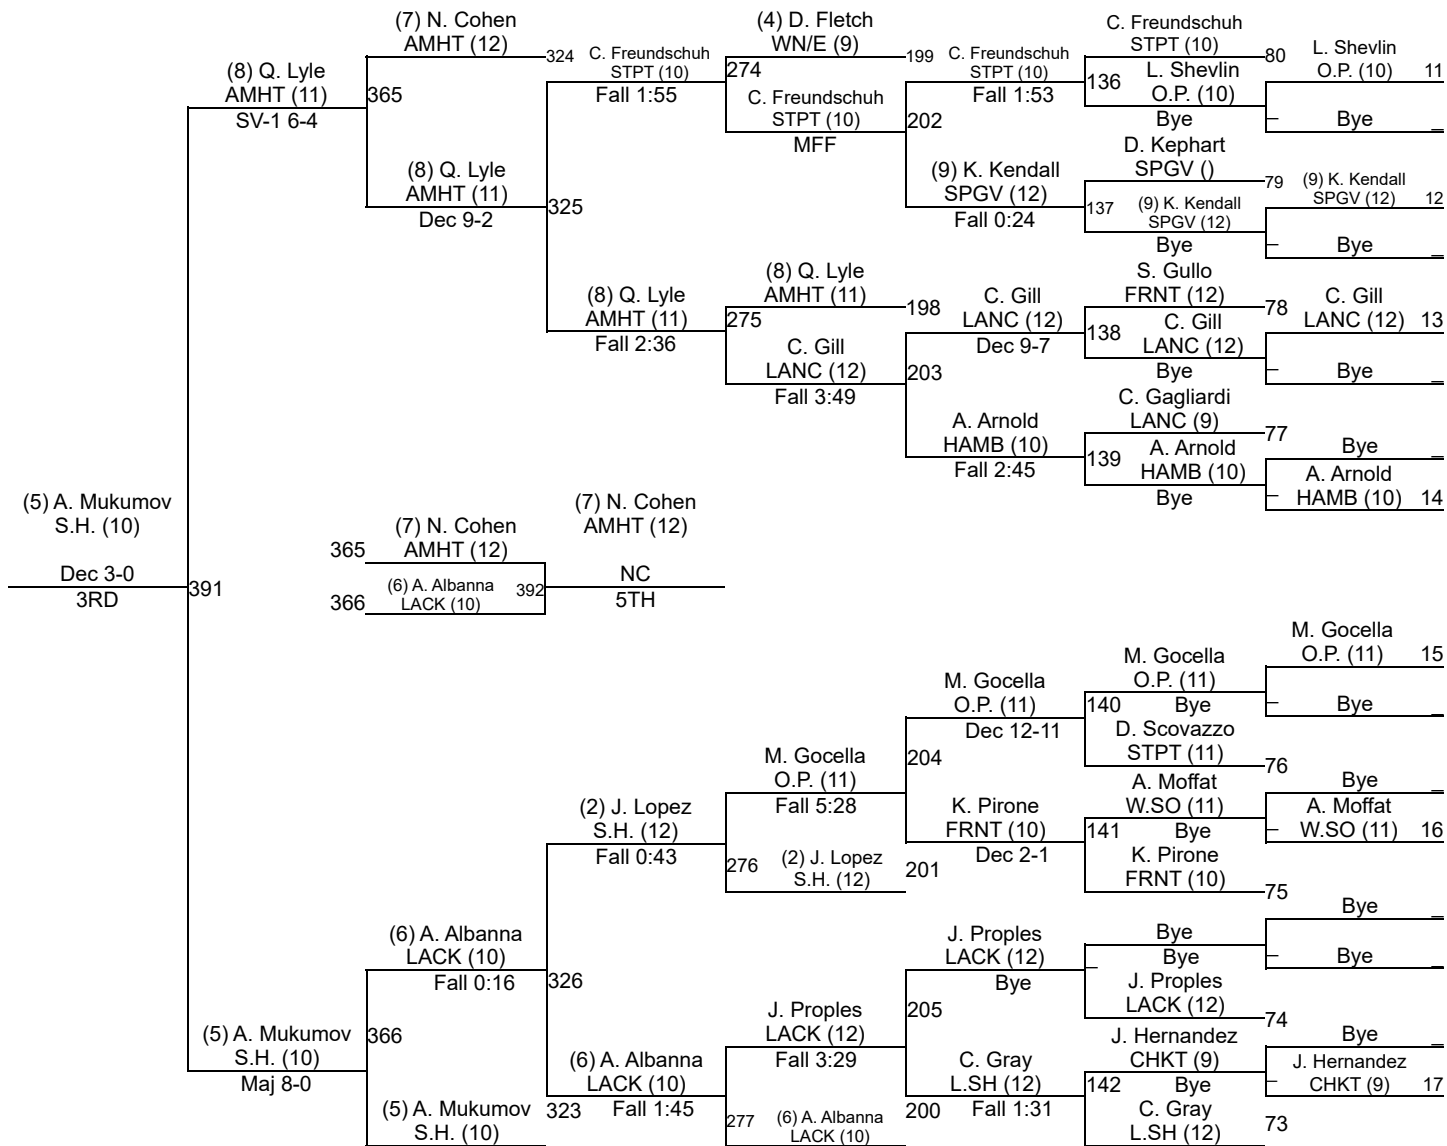 (7) N. Cohen
AMHT (12)
324
(8) Q. Lyle
AMHT (11)
SV-1 6-4
365
(8) Q. Lyle
AMHT (11)
Dec 9-2
C. Freundschuh
STPT (10)
Fall 1:55
325
(8) Q. Lyle
AMHT (11)
Fall 2:36
(4) D. Fletch
WN/E (9)
199
274
C. Freundschuh
STPT (10)
MFF
(8) Q. Lyle
AMHT (11)
198
275
C. Gill
LANC (12)
Fall 3:49
C. Freundschuh
STPT (10)
Fall 1:53
202
(9) K. Kendall
SPGV (12)
Fall 0:24
C. Gill
LANC (12)
Dec 9-7
203
A. Arnold
HAMB (10)
Fall 2:45
C. Freundschuh
STPT (10)
80
136
L. Shevlin
O.P. (10)
Bye
D. Kephart
SPGV ()
79
137
(9) K. Kendall
SPGV (12)
Bye
S. Gullo
FRNT (12)
78
138
C. Gill
LANC (12)
Bye
C. Gagliardi
LANC (9)
77
139
A. Arnold
HAMB (10)
Bye
L. Shevlin
O.P. (10) 11
Bye _
(9) K. Kendall
SPGV (12) 12
Bye _
C. Gill
LANC (12) 13
Bye _
Bye _
A. Arnold
HAMB (10) 14
(5) A. Mukumov
S.H. (10)
Dec 3-0
3RD
391
365
(7) N. Cohen
AMHT (12)
366
(6) A. Albanna
LACK (10)
392
(7) N. Cohen
AMHT (12)
NC
5TH
(5) A. Mukumov
S.H. (10)
Maj 8-0
366
(6) A. Albanna
LACK (10)
Fall 0:16
(5) A. Mukumov
S.H. (10)
323
(2) J. Lopez
S.H. (12)
Fall 0:43
326
(6) A. Albanna
LACK (10)
Fall 1:45
M. Gocella
O.P. (11)
Fall 5:28
276
(2) J. Lopez
S.H. (12)
201
J. Proples
LACK (12)
Fall 3:29
277
(6) A. Albanna
LACK (10)
200
M. Gocella
O.P. (11)
Dec 12-11
204
K. Pirone
FRNT (10)
Dec 2-1
J. Proples
LACK (12)
Bye
205
C. Gray
L.SH (12)
Fall 1:31
M. Gocella
O.P. (11)
140
Bye
D. Scovazzo
STPT (11)
76
A. Moffat
W.SO (11)
141
Bye
K. Pirone
FRNT (10)
75
Bye
Bye
J. Proples
LACK (12)
74
J. Hernandez
CHKT (9)
142
Bye
C. Gray
L.SH (12)
73
M. Gocella
O.P. (11) 15
Bye _
Bye _
A. Moffat
W.SO (11) 16
Bye _
Bye _
Bye _
J. Hernandez
CHKT (9) 17